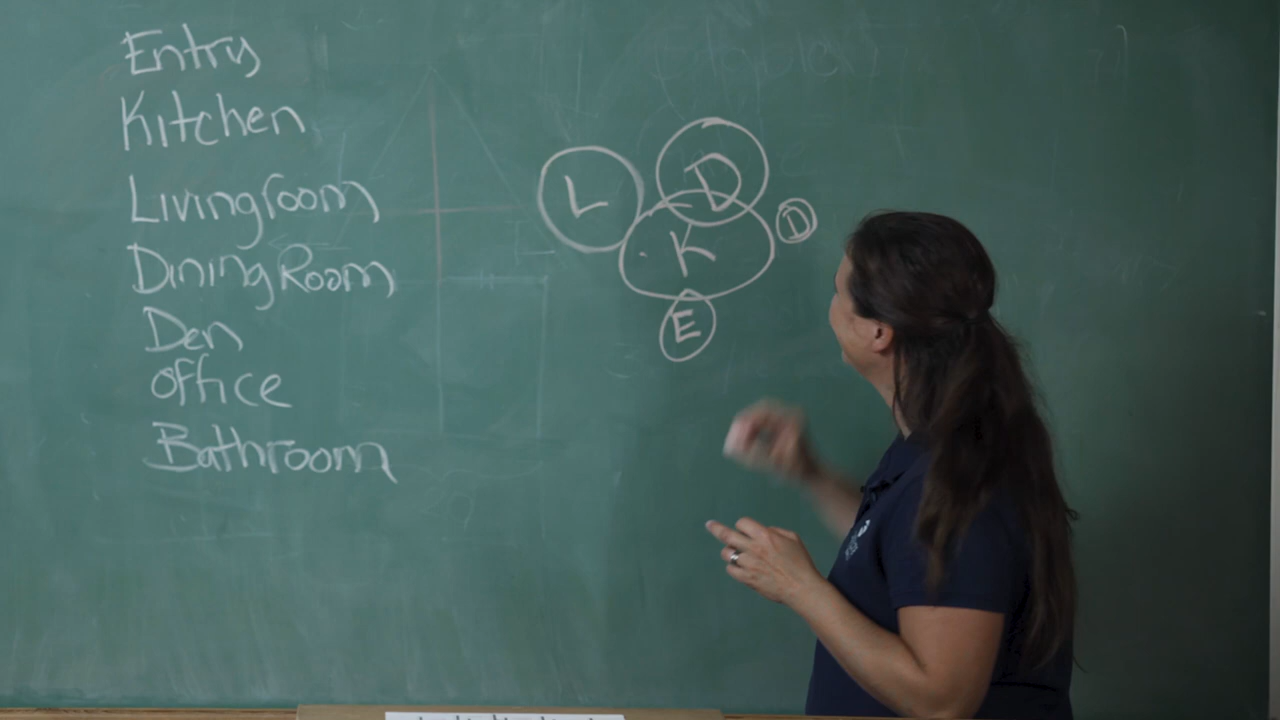 Entry
Kitchen
Livingroom
Dining Room
Den
office
Bathroom
L
D
D
K
E